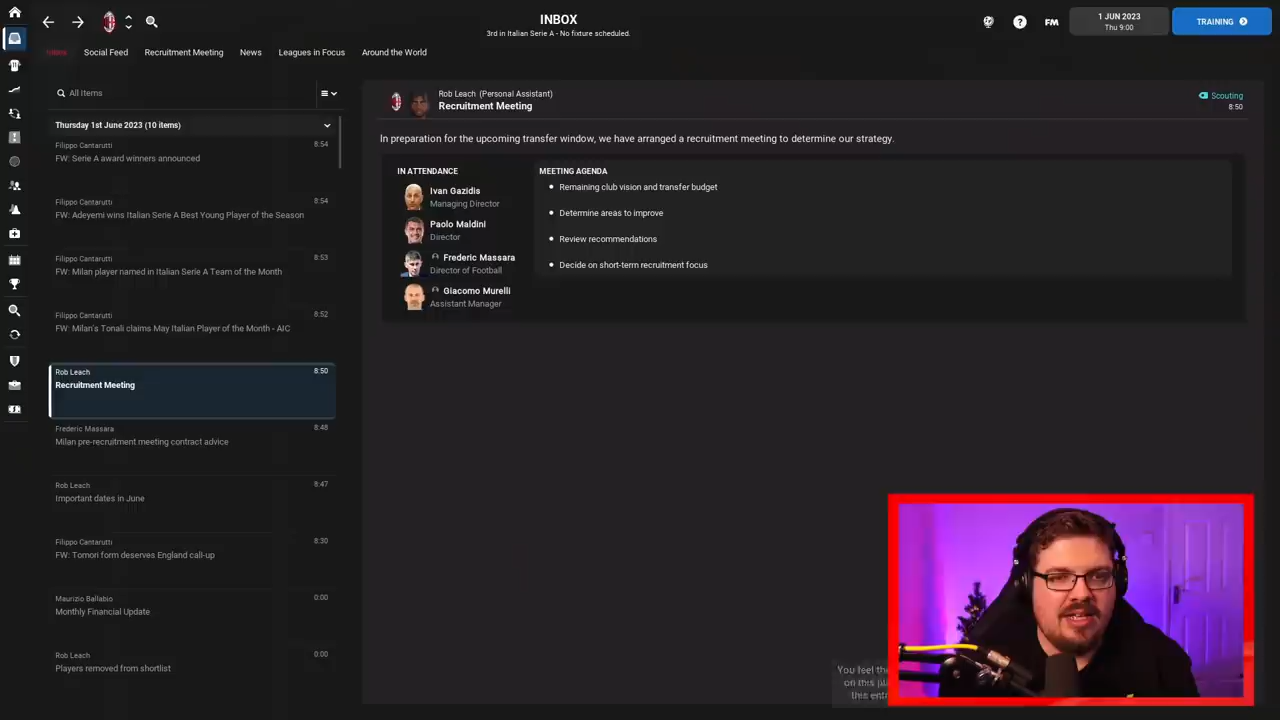 INBOX
3rd in Italian Serie A - No fixture scheduled.
FM
1 JUN 2023
Thu 9:00
TRAINING
Inbox
Social Feed
Recruitment Meeting
News
Leagues in Focus
Around the World
All Items
Thursday 1st June 2023 (10 items)
Filippo Cantarutti
8:54
FW: Serie A award winners announced
Filippo Cantarutti
8:54
FW: Adeyemi wins Italian Serie A Best Young Player of the Season
Filippo Cantarutti
8:53
FW: Milan player named in Italian Serie A Team of the Month
Filippo Cantarutti
8:52
FW: Milan's Tonali claims May Italian Player of the Month - AIC
Rob Leach
8:50
Recruitment Meeting
Frederic Massara
8:48
Milan pre-recruitment meeting contract advice
Rob Leach
8:47
Important dates in June
Filippo Cantarutti
8:30
FW: Tomori form deserves England call-up
Maurizio Ballabio
0:00
Monthly Financial Update
Rob Leach
0:00
Players removed from shortlist
Rob Leach (Personal Assistant)
Recruitment Meeting
Scouting
8:50
In preparation for the upcoming transfer window, we have arranged a recruitment meeting to determine our strategy.
IN ATTENDANCE
Ivan Gazidis
Managing Director
Paolo Maldini
Director
Frederic Massara
Director of Football
Giacomo Murelli
Assistant Manager
MEETING AGENDA
Remaining club vision and transfer budget
Determine areas to improve
Review recommendations
Decide on short-term recruitment focus
You feel the
on this
this